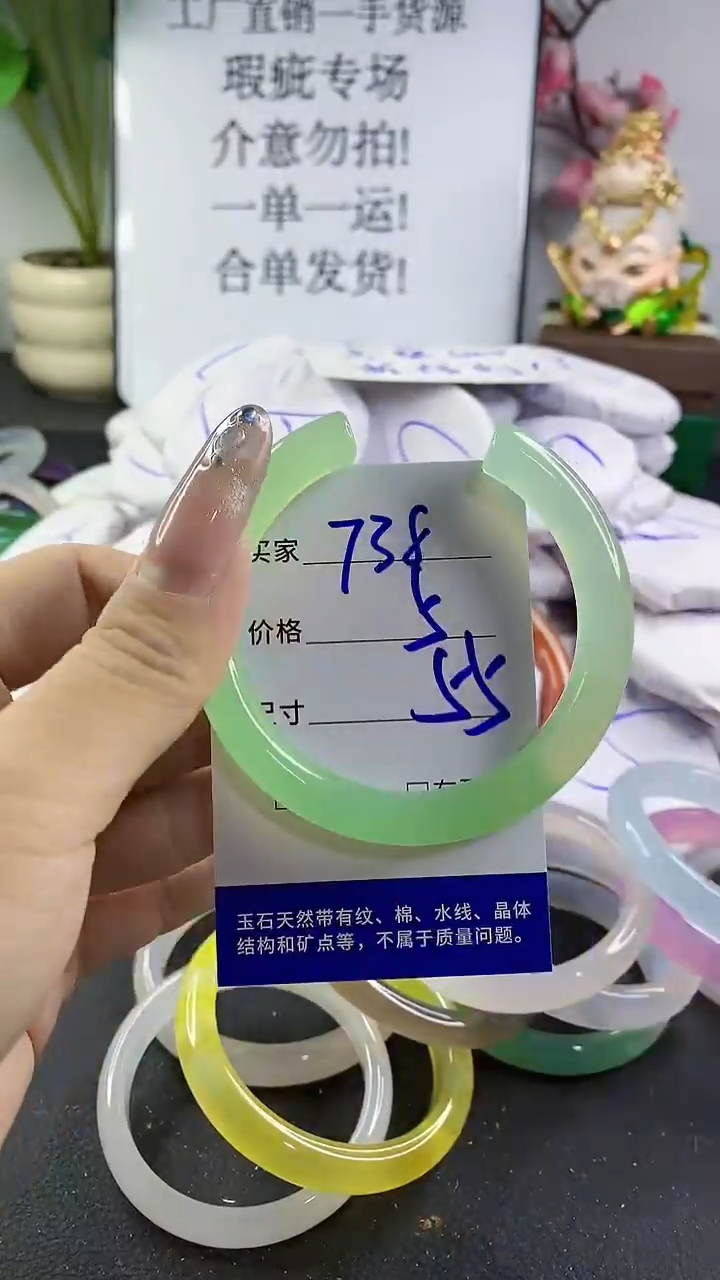 工厂直销一手货源
瑕疵专场
介意勿拍!
一单一运!
合单发货!
买家 738
价格 5
尺寸 55
玉石天然带有纹、棉、水线、晶体
结构和矿点等，不属于质量问题。